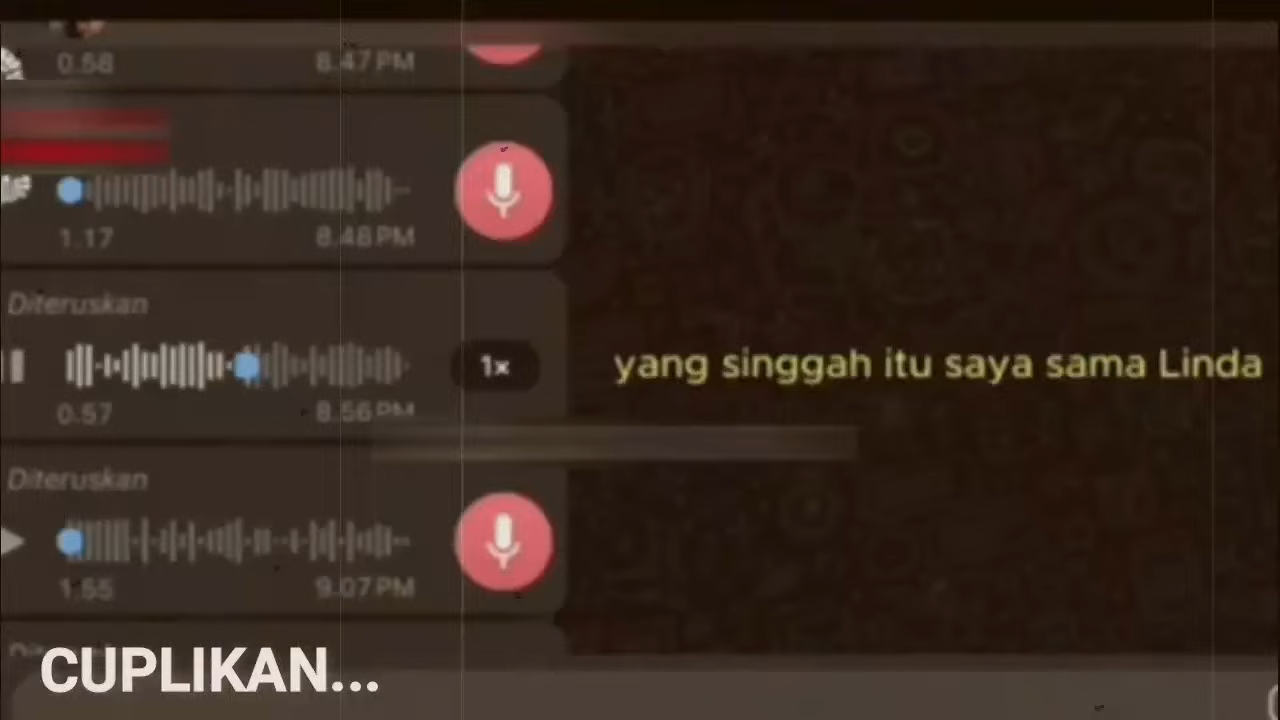 0.58 8.47 PM
1.17 8.48 PM
Diteruskan
1x
yang singgah itu saya sama Linda
0.57 8.56 PM
Diteruskan
1.55 9.07 PM
CUPLIKAN...